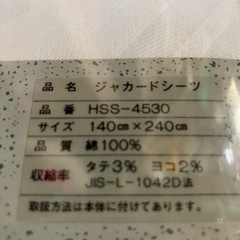 品名 ジャカードシーツ
品番 HSS-4530
サイズ 140cm×240cm
品質 綿100%
収縮率 タテ3% ヨコ2%
JIS-L-1042D法
取扱方法は本体に付けてあります。